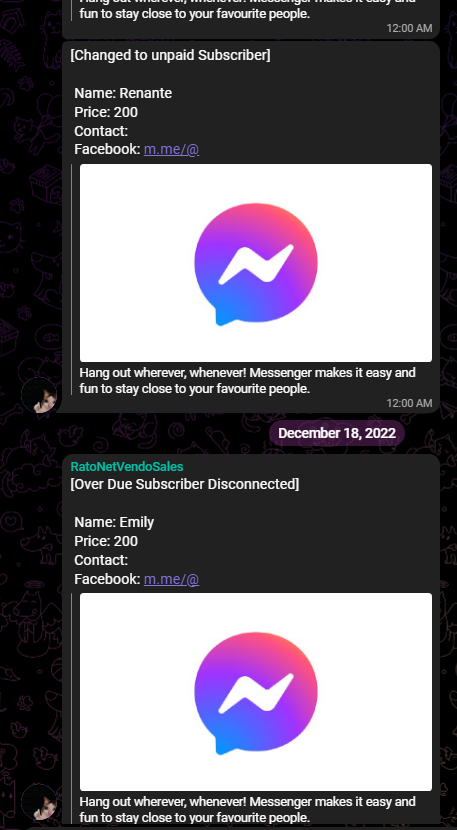 Hang out wherever, whenever! Messenger makes it easy and
fun to stay close to your favourite people.
12:00 AM
[Changed to unpaid Subscriber]
Name: Renante
Price: 200
Contact:
Facebook: m.me/@
Hang out wherever, whenever! Messenger makes it easy and
fun to stay close to your favourite people.
12:00 AM
December 18, 2022
RatoNetVendoSales
[Over Due Subscriber Disconnected]
Name: Emily
Price: 200
Contact:
Facebook: m.me/@
Hang out wherever, whenever! Messenger makes it easy and
fun to stay close to your favourite people.